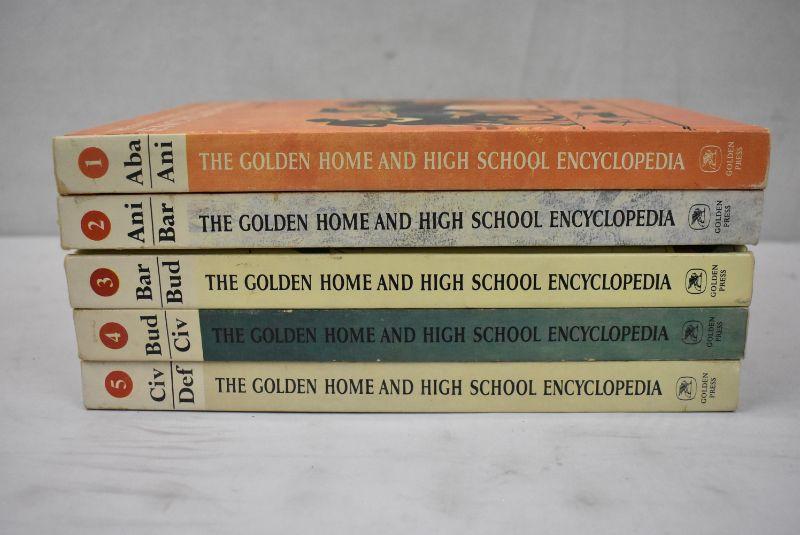 1 Aba Ani THE GOLDEN HOME AND HIGH SCHOOL ENCYCLOPEDIA GOLDEN PRESS
2 Ani Bar THE GOLDEN HOME AND HIGH SCHOOL ENCYCLOPEDIA GOLDEN PRESS
3 Bar Bud THE GOLDEN HOME AND HIGH SCHOOL ENCYCLOPEDIA GOLDEN PRESS
4 Bud Civ THE GOLDEN HOME AND HIGH SCHOOL ENCYCLOPEDIA GOLDEN PRESS
5 Civ Def THE GOLDEN HOME AND HIGH SCHOOL ENCYCLOPEDIA GOLDEN PRESS